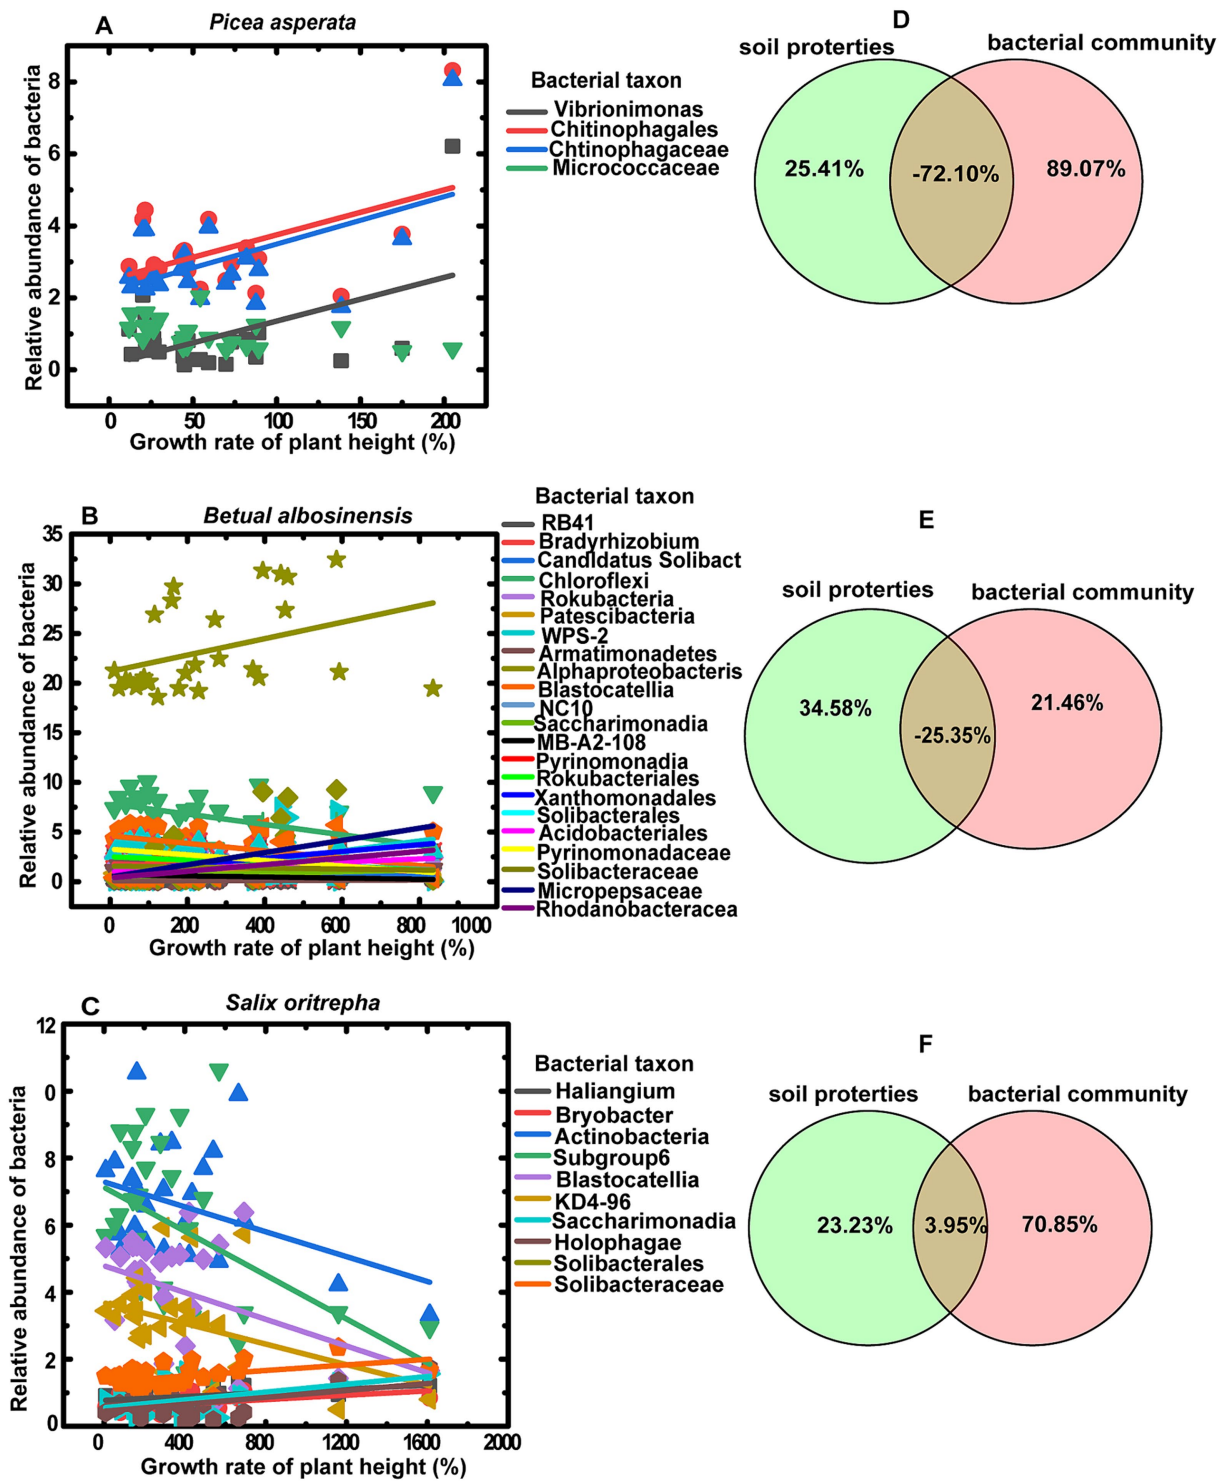 A
Picea asperata
Relative abundance of bacteria
8
6
4
2
0
0 50 100 150 200
Growth rate of plant height (%)
Bacterial taxon
Vibrionimonas
Chitinophagales
Chtinophagaceae
Micrococcaceae
D
soil proterties
bacterial community
25.41%
-72.10%
89.07%
B
Betual albosinensis
Relative abundance of bacteria
35
30
25
20
15
10
5
0
0 200 400 600 800 1000
Growth rate of plant height (%)
Bacterial taxon
RB41
Bradyrhizobium
Candidatus Solibact
Chloroflexi
Rokubacteria
Patescibacteria
WPS-2
Armatimonadetes
Alphaproteobacteris
Blastocatellia
NC10
Saccharimonadia
MB-A2-108
Pyrinomonadia
Rokubacteriales
Xanthomonadales
Solibacterales
Acidobacteriales
Pyrinomonadaceae
Solibacteraceae
Micropepsaceae
Rhodanobacteracea
E
soil proterties
bacterial community
34.58%
-25.35%
21.46%
C
Salix oritrepha
Relative abundance of bacteria
12
0
8
6
4
2
0
0 400 800 1200 1600 2000
Growth rate of plant height (%)
Bacterial taxon
Haliangium
Bryobacter
Actinobacteria
Subgroup6
Blastocatellia
KD4-96
Saccharimonadia
Holophagae
Solibacterales
Solibacteraceae
F
soil proterties
bacterial community
23.23%
3.95%
70.85%